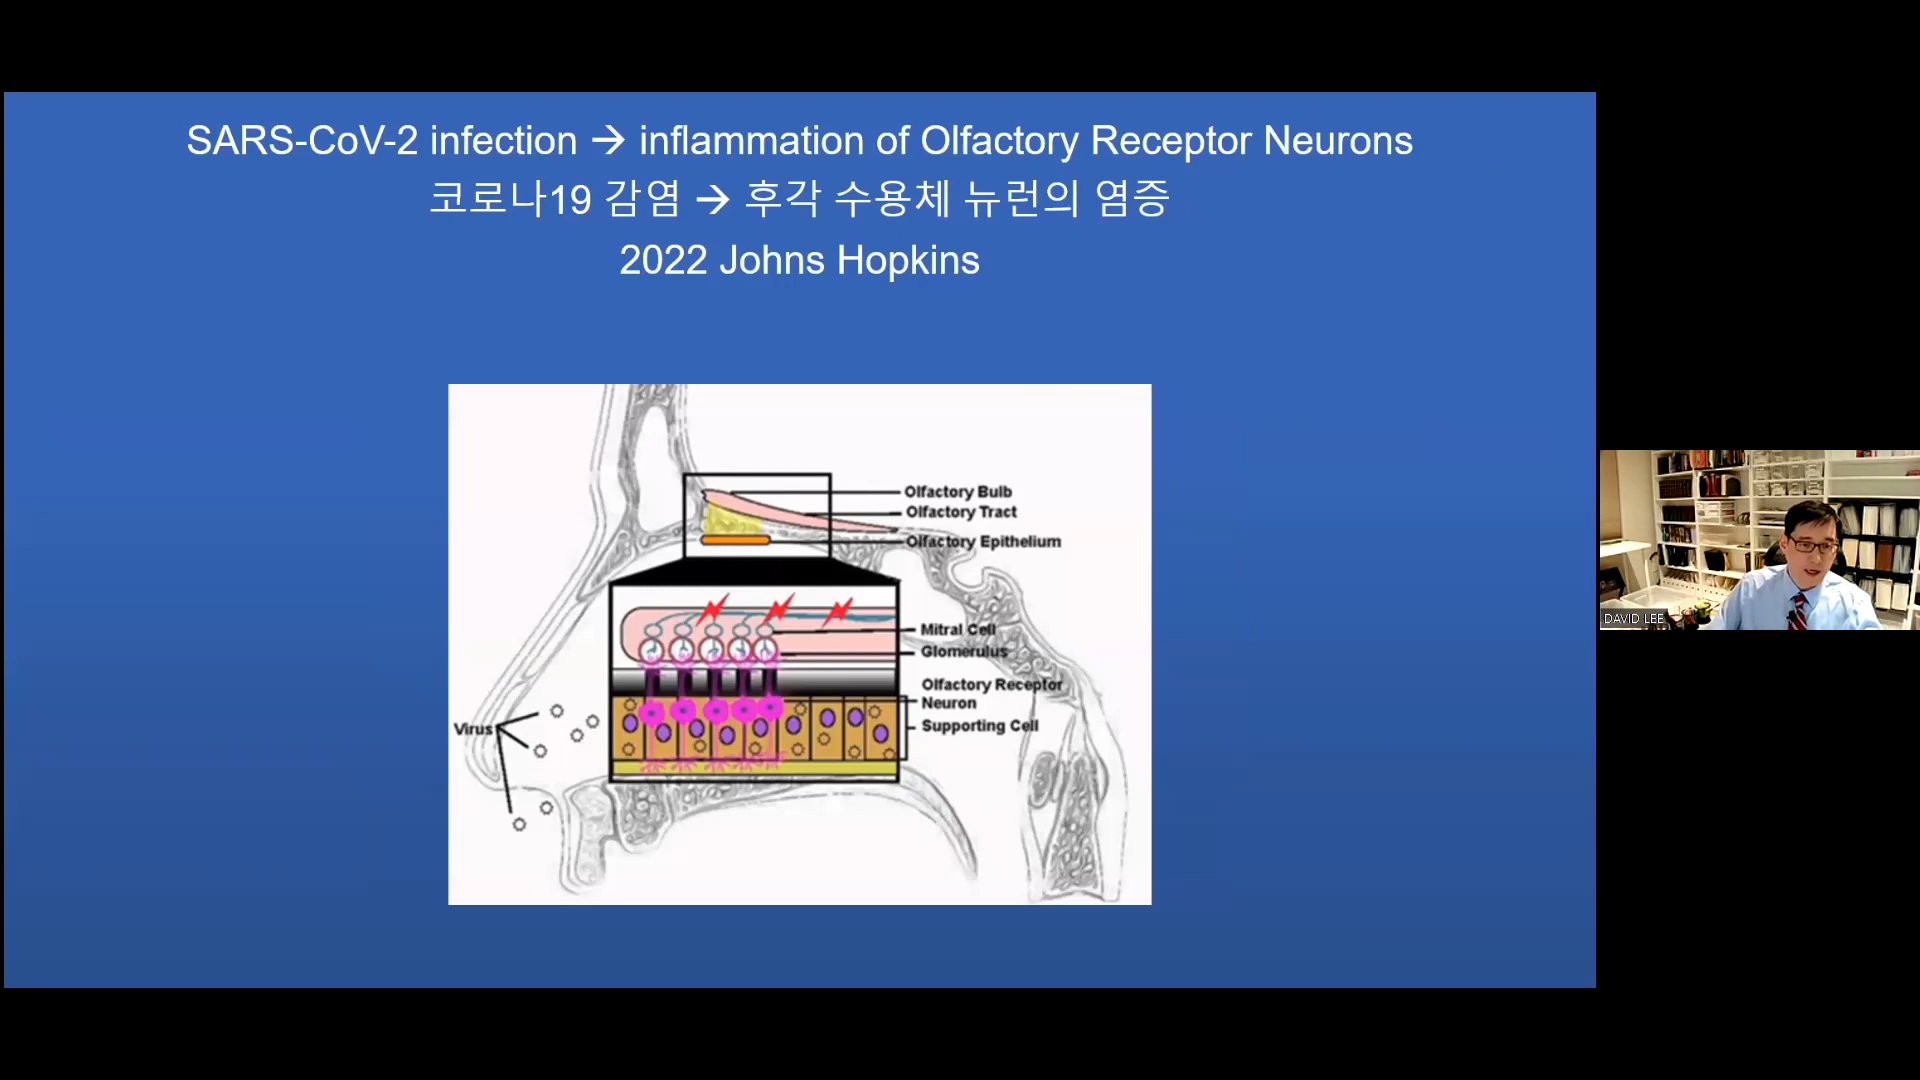 SARS-CoV-2 infection → inflammation of Olfactory Receptor Neurons
코로나19 감염 → 후각 수용체 뉴런의 염증
2022 Johns Hopkins
Olfactory Bulb
Olfactory Tract
Olfactory Epithelium
Mitral Cell
Glomerulus
Olfactory Receptor
Neuron
Supporting Cell
Virus
DAVID LEE